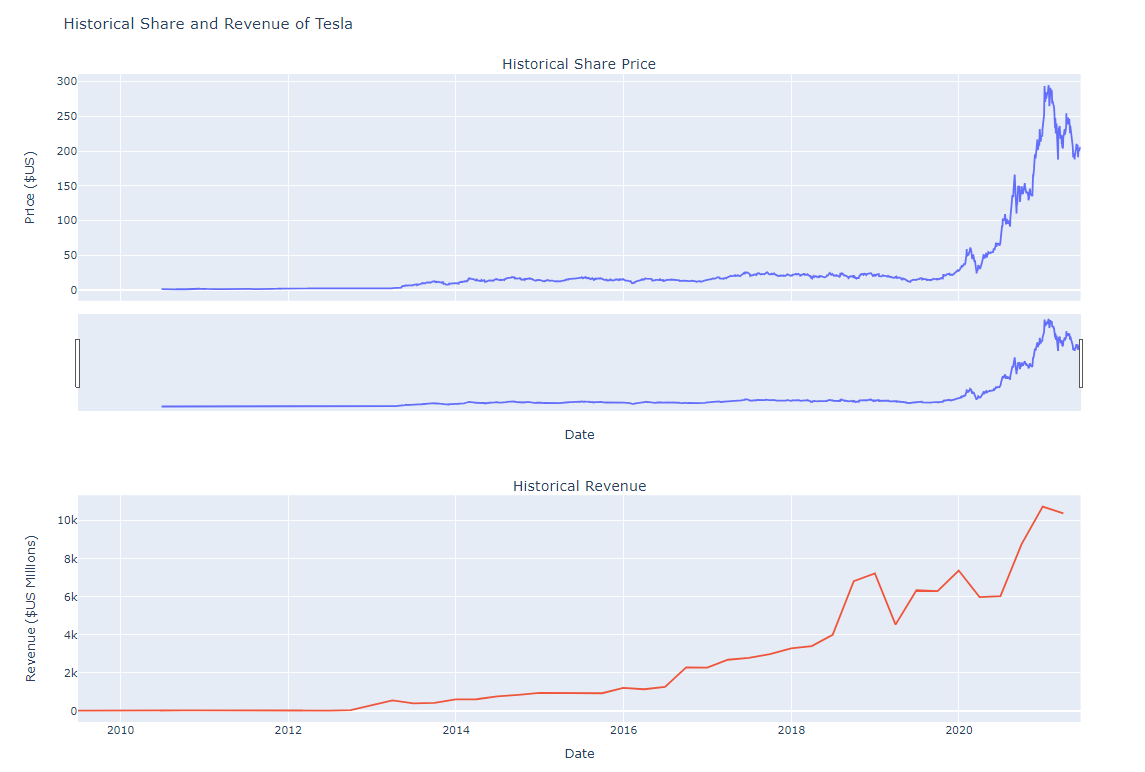 Historical Share and Revenue of Tesla
Historical Share Price
300
250
200
150
100
50
0
Price ($US)
Date
Historical Revenue
10k
8k
6k
4k
2k
0
Revenue ($US Millions)
2010 2012 2014 2016 2018 2020
Date